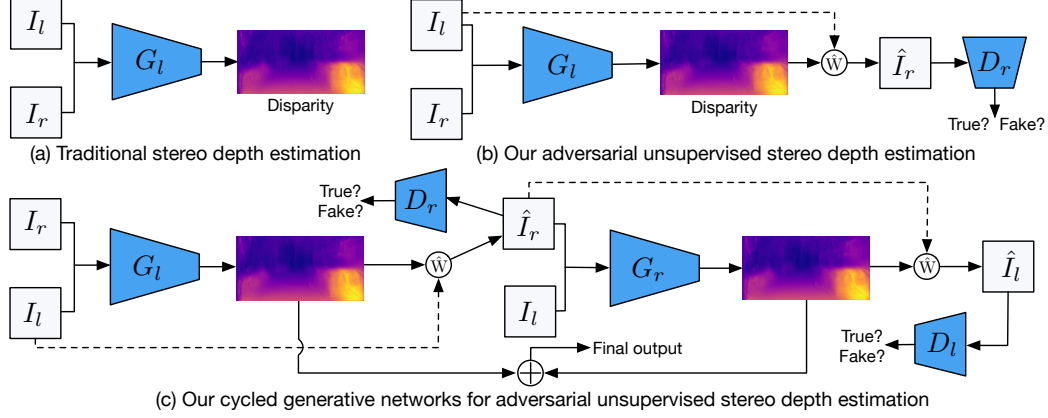 I_l
G_l
I_r
Disparity
(a) Traditional stereo depth estimation
I_l
G_l
I_r
Disparity
ŵ
Î_r
D_r
True? Fake?
(b) Our adversarial unsupervised stereo depth estimation
I_r
G_l
I_l
ŵ
True?
Fake?
D_r
Î_r
I_l
G_r
ŵ
Î_l
True?
Fake?
D_l
Final output
(c) Our cycled generative networks for adversarial unsupervised stereo depth estimation